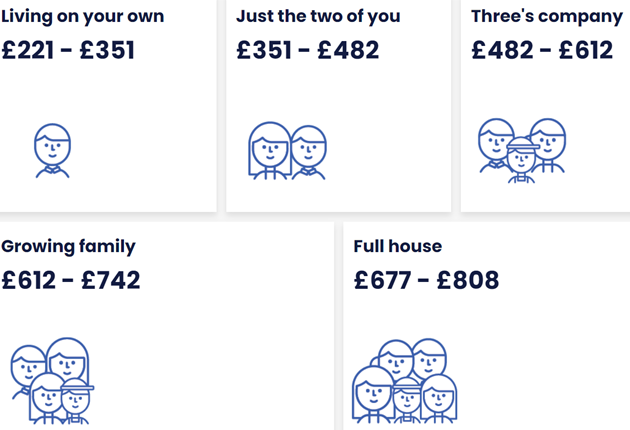 Living on your own
£221 - £351
Just the two of you
£351 - £482
Three's company
£482 - £612
Growing family
£612 - £742
Full house
£677 - £808